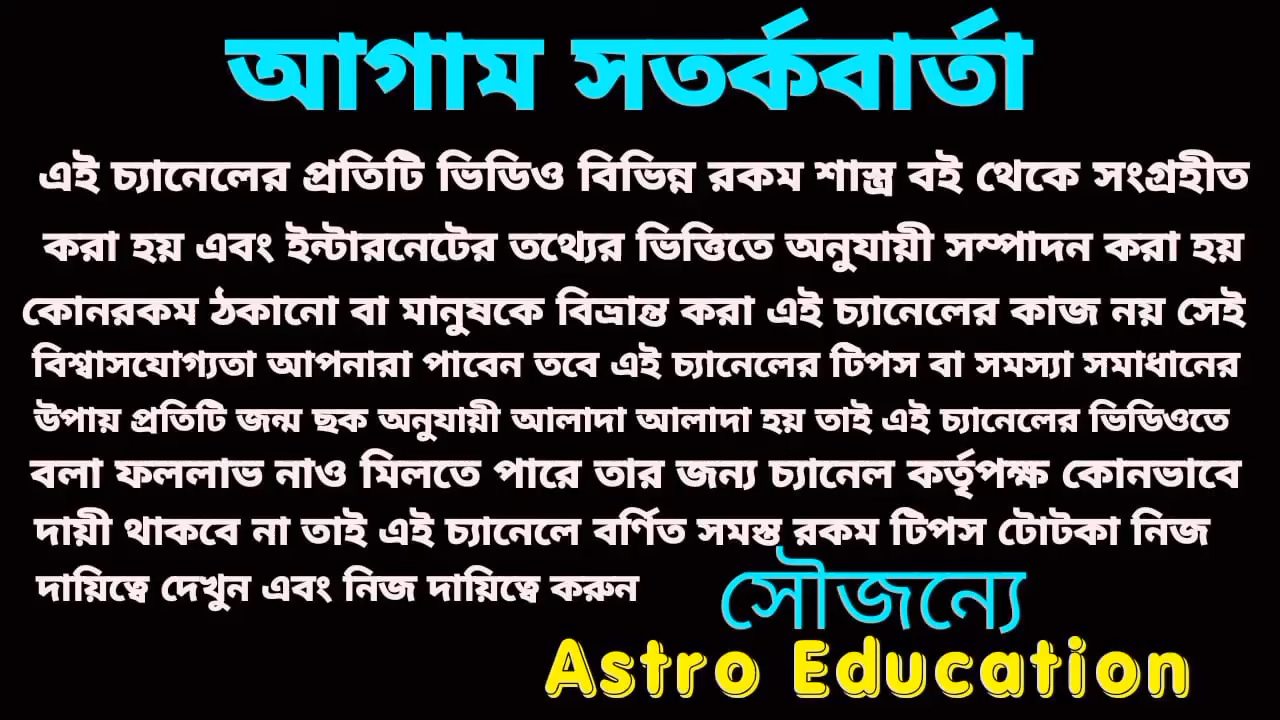 আগাম সতর্কবার্তা
এই চ্যানেলের প্রতিটি ভিডিও বিভিন্ন রকম শাস্ত্র বই থেকে সংগ্রহীত
করা হয় এবং ইন্টারনেটের তথ্যের ভিত্তিতে অনুযায়ী সম্পাদন করা হয়
কোনরকম ঠকানো বা মানুষকে বিভ্রান্ত করা এই চ্যানেলের কাজ নয় সেই
বিশ্বাসযোগ্যতা আপনারা পাবেন তবে এই চ্যানেলের টিপস বা সমস্যা সমাধানের
উপায় প্রতিটি জন্ম ছক অনুযায়ী আলাদা আলাদা হয় তাই এই চ্যানেলের ভিডিওতে
বলা ফললাভ নাও মিলতে পারে তার জন্য চ্যানেল কর্তৃপক্ষ কোনভাবে
দায়ী থাকবে না তাই এই চ্যানেলে বর্ণিত সমস্ত রকম টিপস টোটকা নিজ
দায়িত্বে দেখুন এবং নিজ দায়িত্বে করুন
সৌজন্যে
Astro Education